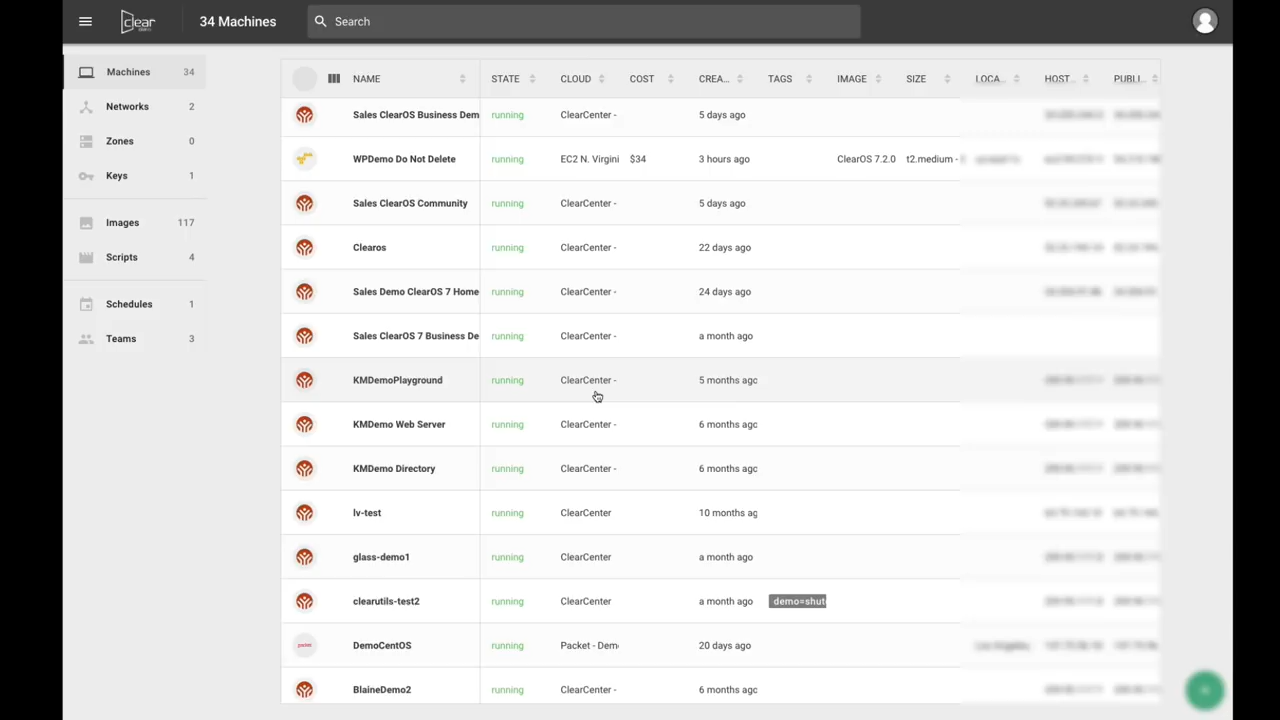 clear
demo
34 Machines
Search
Machines 34
Networks 2
Zones 0
Keys 1
Images 117
Scripts 4
Schedules 1
Teams 3
NAME STATE CLOUD COST CREA... TAGS IMAGE SIZE LOCA... HOST... PUBLI...
Sales ClearOS Business Dem running ClearCenter - 5 days ago
WPDemo Do Not Delete running EC2 N. Virgini $34 3 hours ago ClearOS 7.2.0 t2.medium -
Sales ClearOS Community running ClearCenter - 5 days ago
Clearos running ClearCenter - 22 days ago
Sales Demo ClearOS 7 Home running ClearCenter - 24 days ago
Sales ClearOS 7 Business De running ClearCenter - a month ago
KMDemoPlayground running ClearCenter - 5 months ago
KMDemo Web Server running ClearCenter - 6 months ago
KMDemo Directory running ClearCenter - 6 months ago
lv-test running ClearCenter 10 months ag
glass-demo1 running ClearCenter a month ago
clearutils-test2 running ClearCenter a month ago demo=shut
packet DemoCentOS running Packet - Demo 20 days ago Los Angeles,
BlaineDemo2 running ClearCenter - 6 months ago